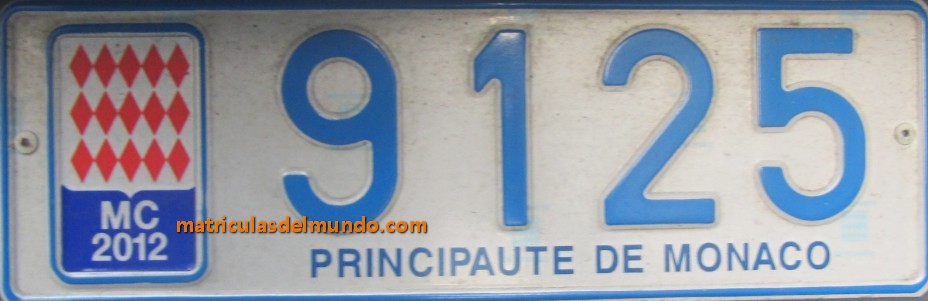 9125
MC
2012
matriculasdelmundo.com
PRINCIPAUTE DE MONACO